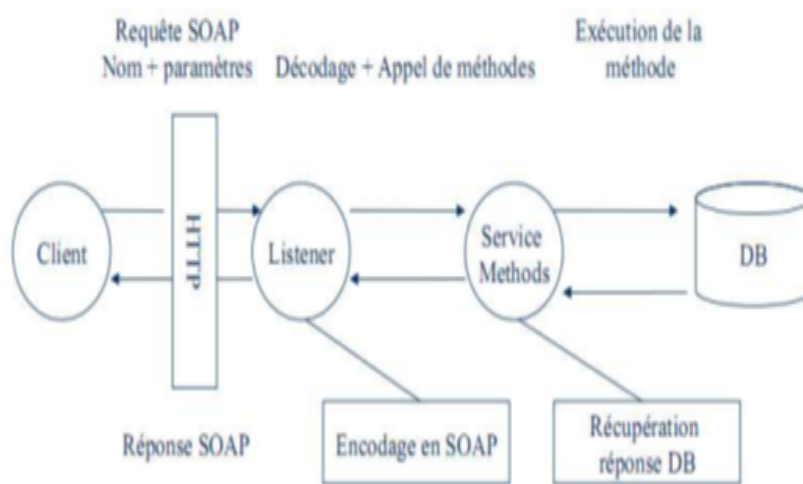 Requête SOAP
Nom + paramètres
Décodage + Appel de méthodes
Exécution de la
méthode
Client
HTTP
Listener
Service
Methods
DB
Réponse SOAP
Encodage en SOAP
Récupération
réponse DB